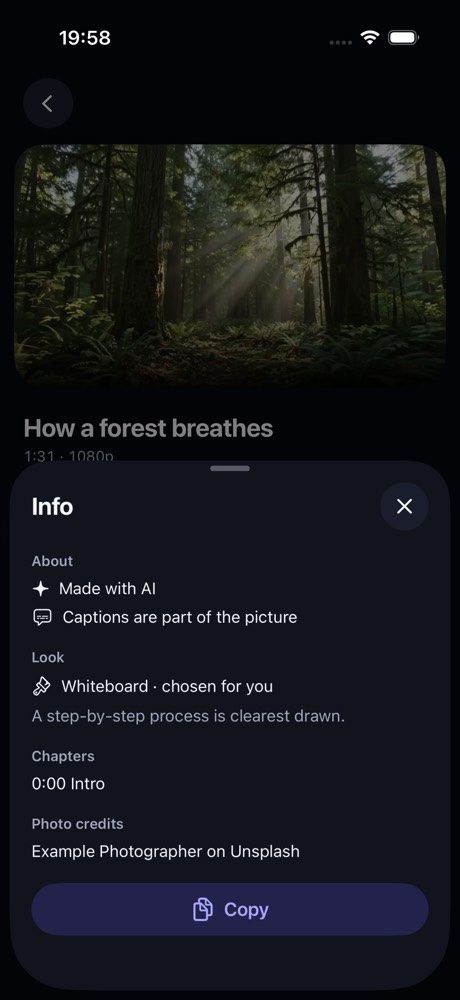 19:58
How a forest breathes
1:31 · 1080p
Info
About
Made with AI
Captions are part of the picture
Look
Whiteboard · chosen for you
A step-by-step process is clearest drawn.
Chapters
0:00 Intro
Photo credits
Example Photographer on Unsplash
Copy